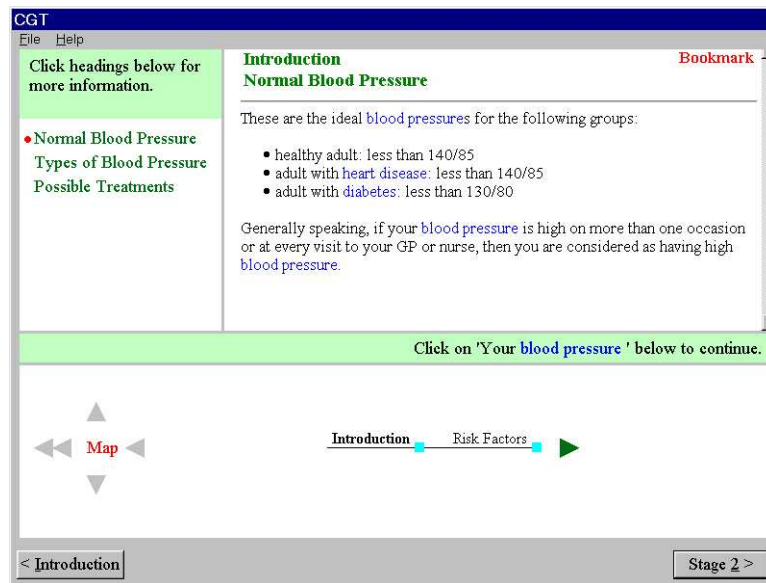 CGT
File Help
Click headings below for
more information.
Normal Blood Pressure
Types of Blood Pressure
Possible Treatments
Introduction
Bookmark
Normal Blood Pressure
These are the ideal blood pressures for the following groups:
• healthy adult: less than 140/85
• adult with heart disease: less than 140/85
• adult with diabetes: less than 130/80
Generally speaking, if your blood pressure is high on more than one occasion
or at every visit to your GP or nurse, then you are considered as having high
blood pressure.
Click on 'Your blood pressure ' below to continue.
Map
Introduction Risk Factors
< Introduction
Stage 2 >